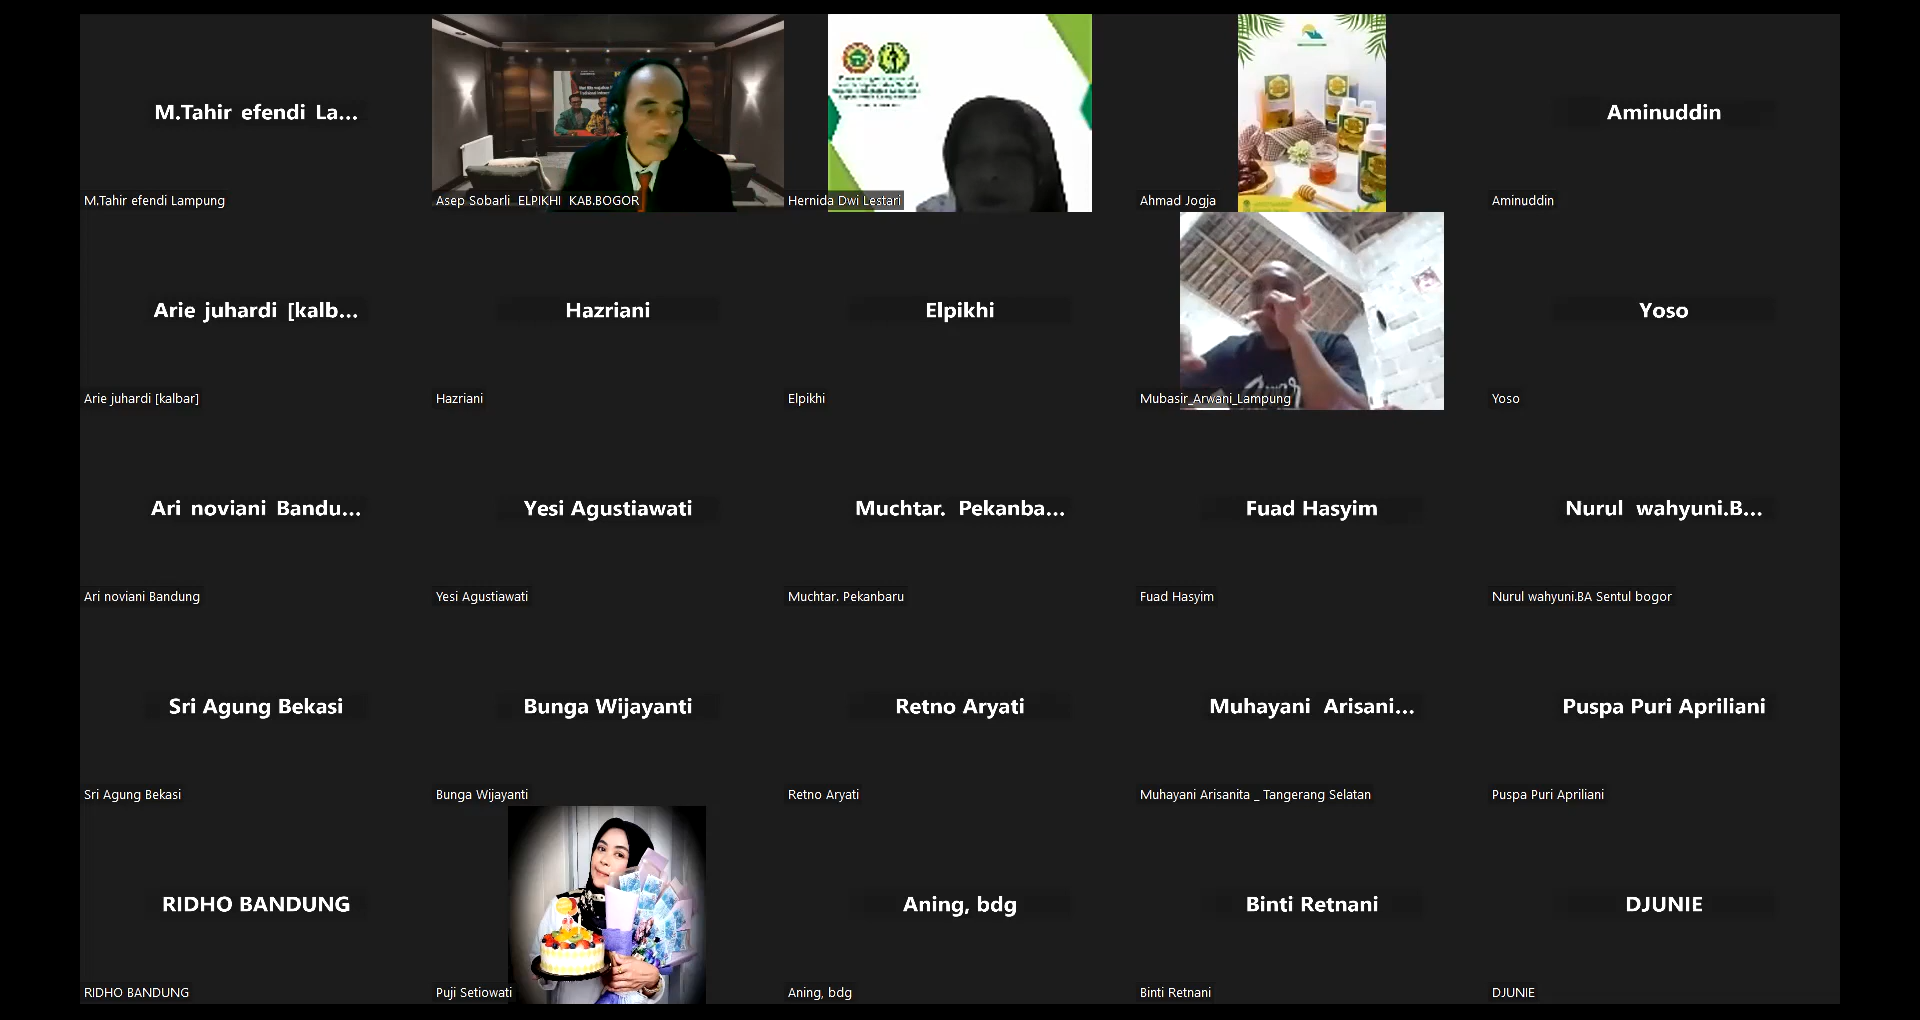 M.Tahir efendi La...
Aminuddin
M.Tahir efendi Lampung
Asep Sobarli ELPIKHI KAB.BOGOR
Hernida Dwi Lestari
Ahmad Jogja
Aminuddin
Arie juhardi [kalb...
Hazriani
Elpikhi
Yoso
Arie juhardi [kalbar]
Hazriani
Elpikhi
Mubasir_Arwani_Lampung
Yoso
Ari noviani Bandu...
Yesi Agustiawati
Muchtar. Pekanba...
Fuad Hasyim
Nurul wahyuni.B...
Ari noviani Bandung
Yesi Agustiawati
Muchtar. Pekanbaru
Fuad Hasyim
Nurul wahyuni.BA Sentul bogor
Sri Agung Bekasi
Bunga Wijayanti
Retno Aryati
Muhayani Arisani...
Puspa Puri Apriliani
Sri Agung Bekasi
Bunga Wijayanti
Retno Aryati
Muhayani Arisanita _ Tangerang Selatan
Puspa Puri Apriliani
RIDHO BANDUNG
Aning, bdg
Binti Retnani
DJUNIE
RIDHO BANDUNG
Puji Setiowati
Aning, bdg
Binti Retnani
DJUNIE